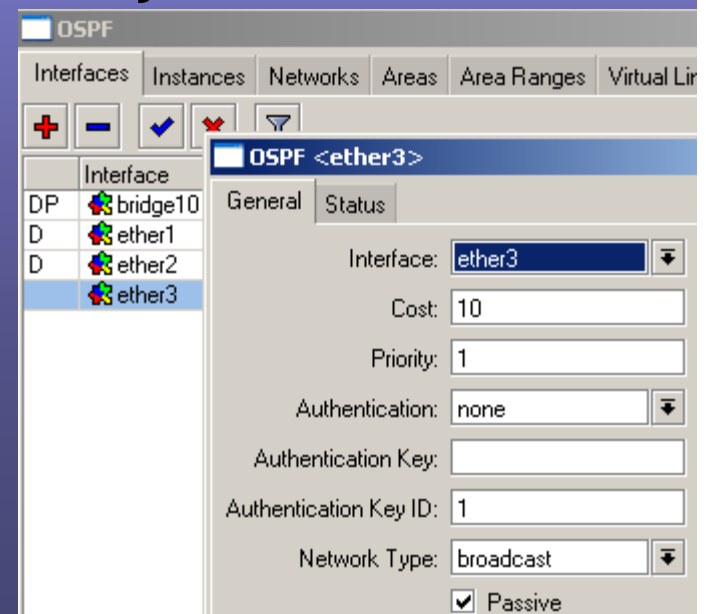 OSPF
Interfaces Instances Networks Areas Area Ranges Virtual
OSPF <ether3>
Interface
General Status
DP bridge10
D ether1
D ether2
ether3
Interface: ether3
Cost: 10
Priority: 1
Authentication: none
Authentication Key:
Authentication Key ID: 1
Network Type: broadcast
Passive